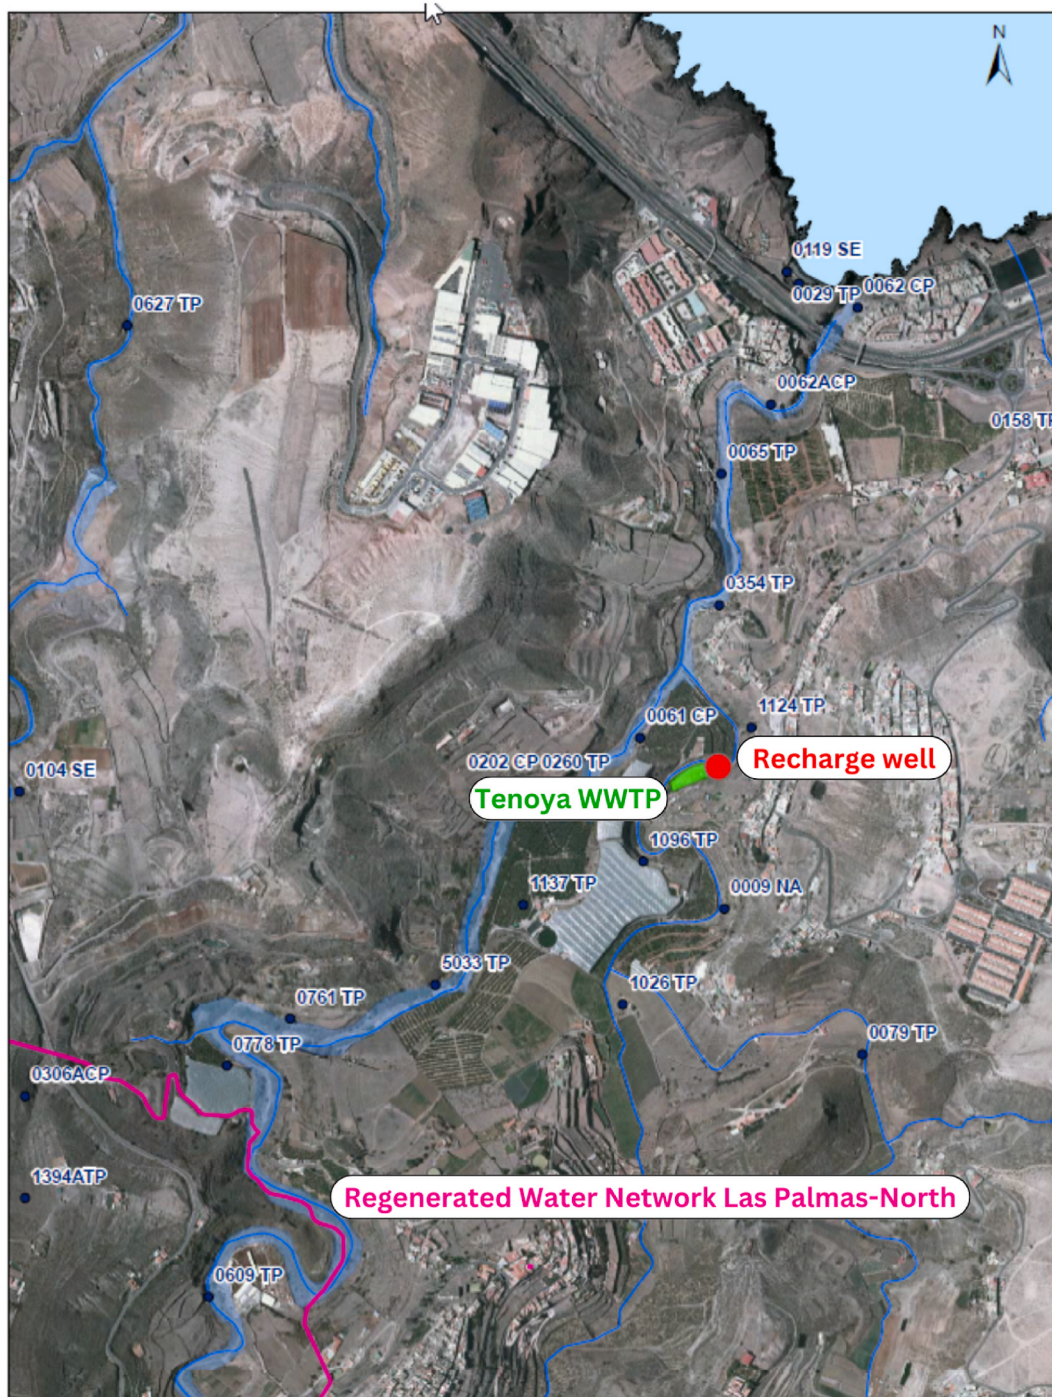 N
0119 SE
0029 TP
0062 CP
0627 TP
0062ACP
0158 TP
0065 TP
0354 TP
0061 CP
1124 TP
0202 CP
0260 TP
Recharge well
0104 SE
Tenoya WWTP
1096 TP
1137 TP
0009 NA
5033 TP
0761 TP
1026 TP
0778 TP
0079 TP
0306ACP
1394ATP
Regenerated Water Network Las Palmas-North
0609 TP